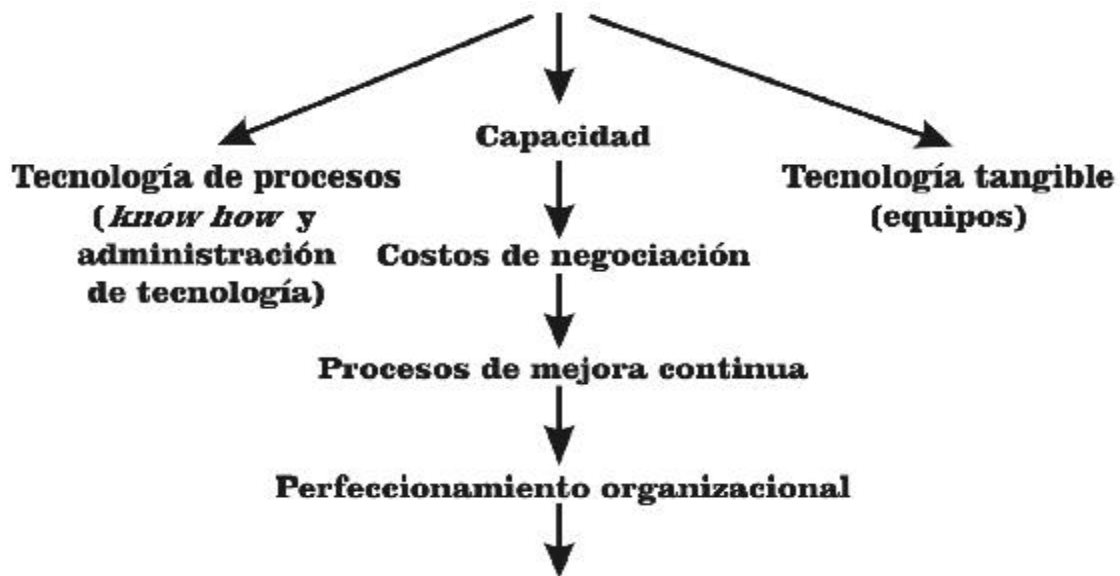 Capacidad
Tecnología de procesos
(know how y
administración
de tecnología)
Tecnología tangible
(equipos)
Costos de negociación
Procesos de mejora continua
Perfeccionamiento organizacional